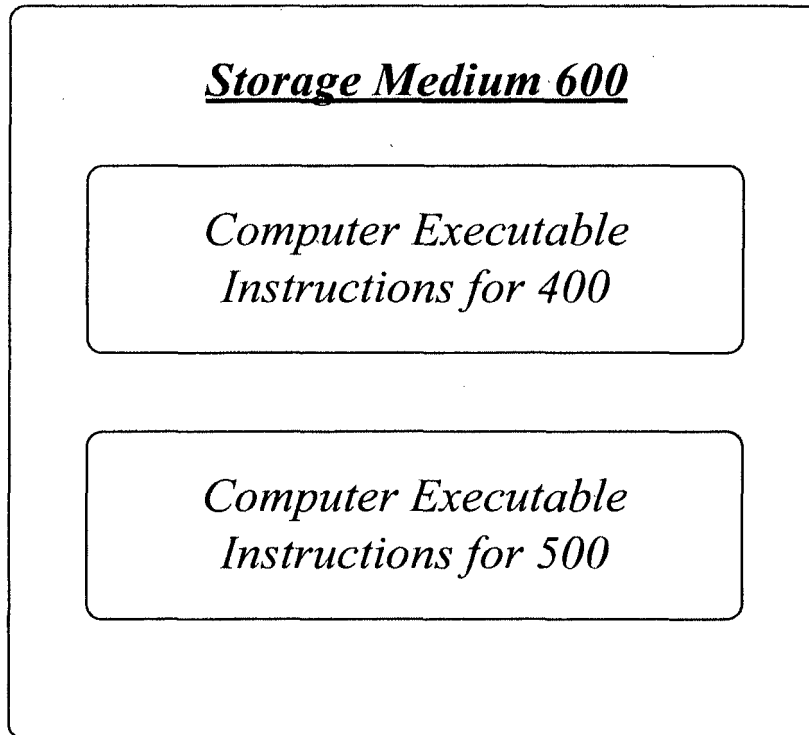 Storage Medium 600
Computer Executable
Instructions for 400
Computer Executable
Instructions for 500